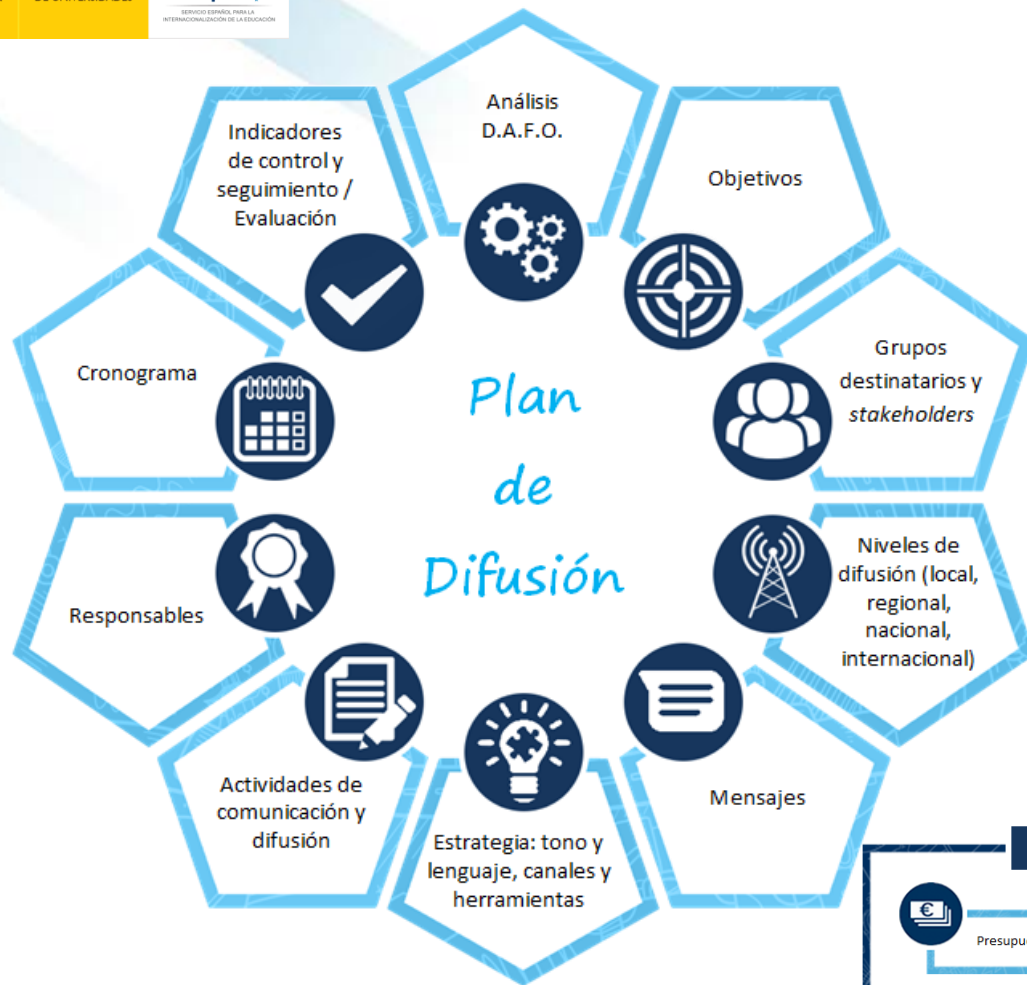 SERVICIO ESPAÑOL PARA LA
INTERNACIONALIZACIÓN DE LA EDUCACIÓN
Análisis
D.A.F.O.
Objetivos
Grupos
destinatarios y
stakeholders
Niveles de
difusión (local,
regional,
nacional,
internacional)
Mensajes
Estrategia: tono y
lenguaje, canales y
herramientas
Actividades de
comunicación y
difusión
Responsables
Cronograma
Indicadores
de control y
seguimiento /
Evaluación
Plan
de
Difusión
€